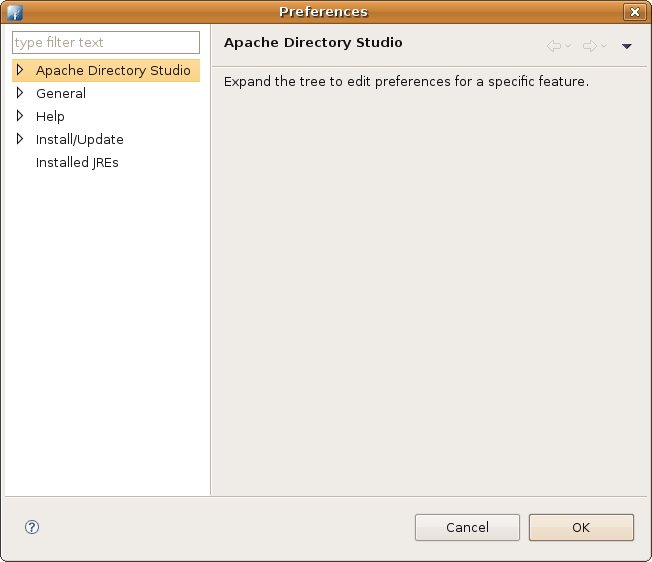 Preferences
type filter text
Apache Directory Studio
General
Help
Install/Update
Installed JREs
Apache Directory Studio
Expand the tree to edit preferences for a specific feature.
?
Cancel
OK